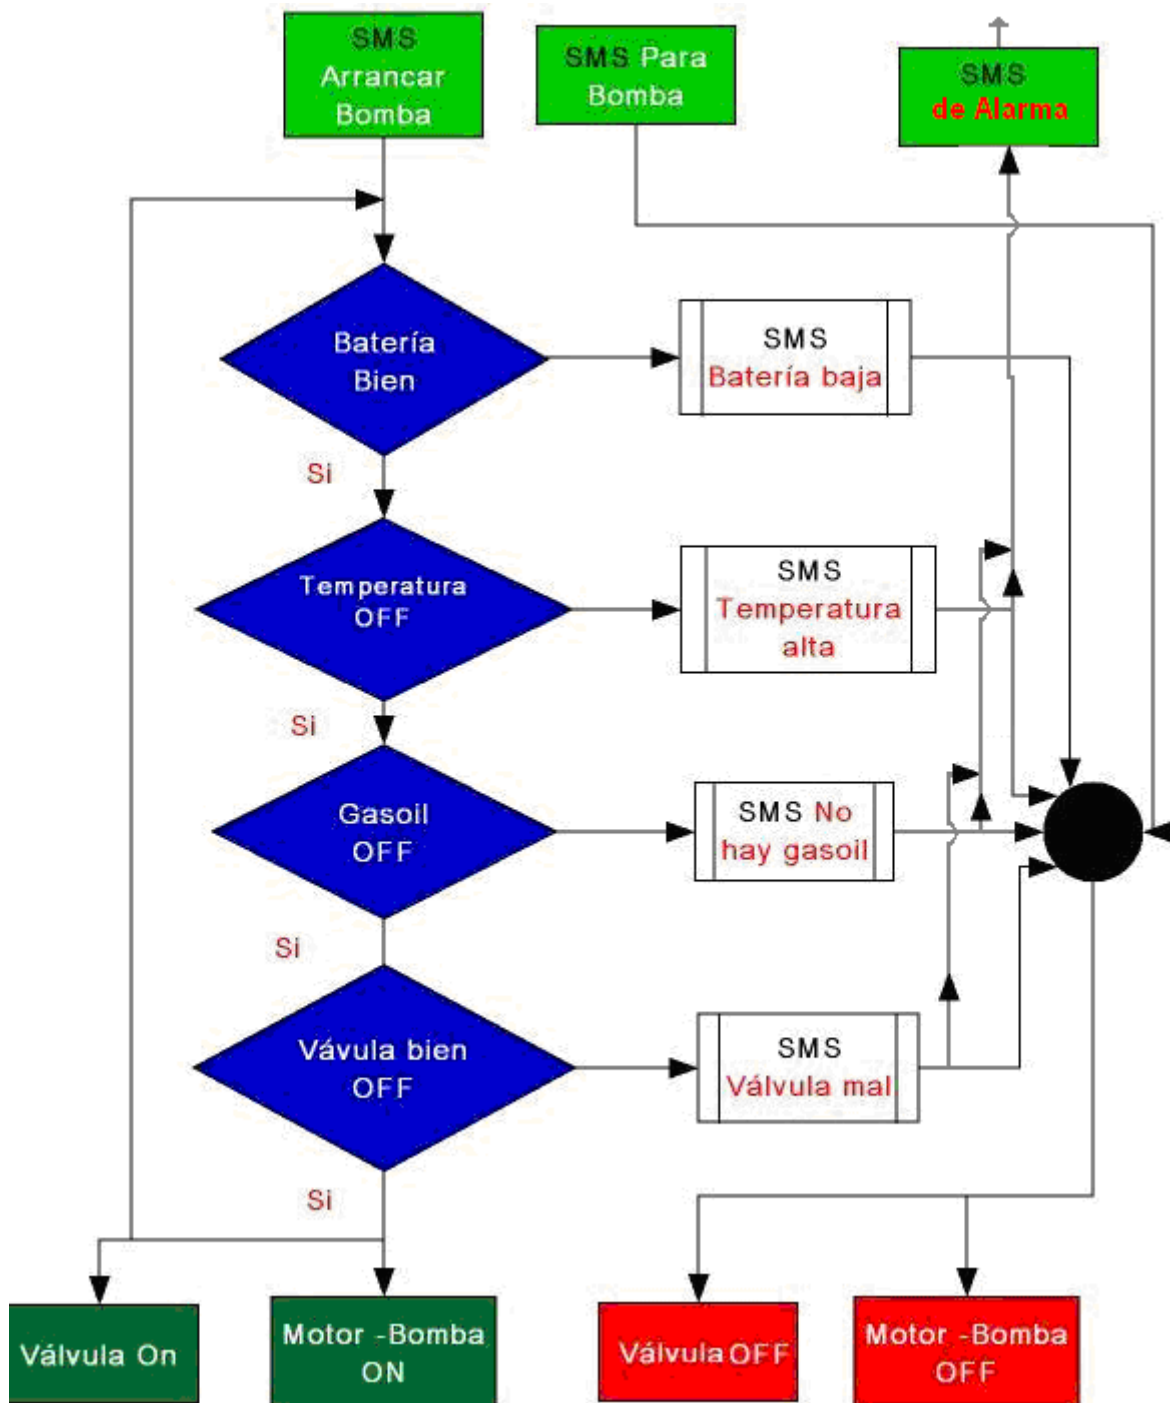 SMS
Arrancar
Bomba
SMS Para
Bomba
SMS
de Alarma
Batería
Bien
SMS
Batería baja
Si
Temperatura
OFF
SMS
Temperatura
alta
Si
Gasoil
OFF
SMS No
hay gasoil
Si
Vávula bien
OFF
SMS
Válvula mal
Si
Válvula On
Motor -Bomba
ON
Válvula OFF
Motor -Bomba
OFF